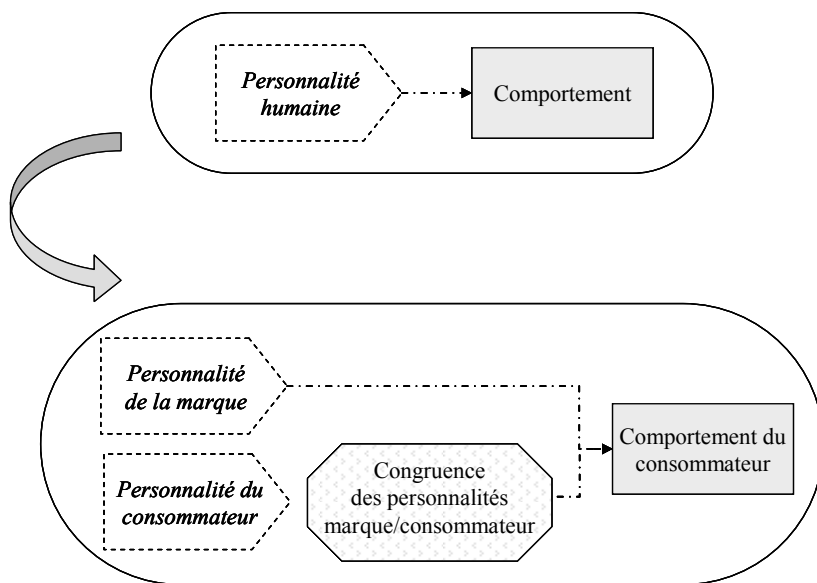 Personnalité
humaine
Comportement
Personnalité
de la marque
Comportement du
consommateur
Personnalité du
consommateur
Congruence
des personnalités
marque/consommateur